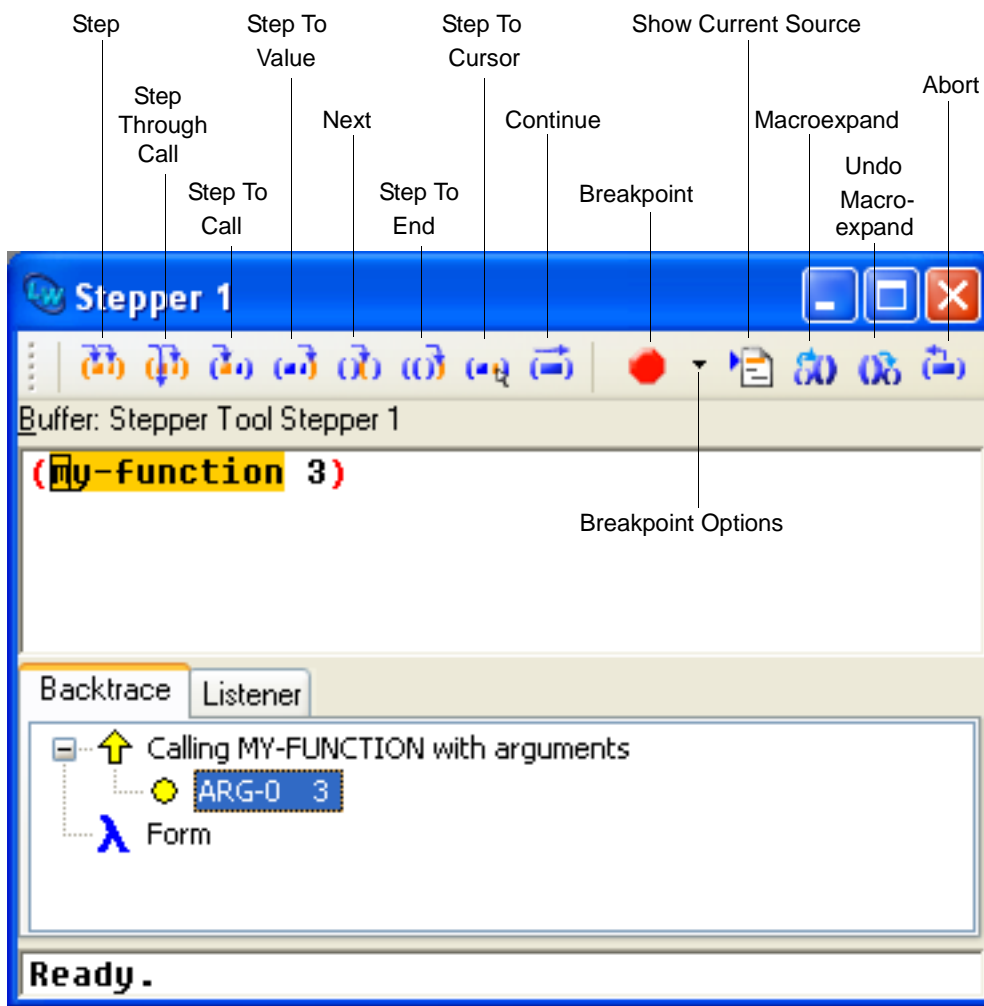 Step
Step To
Value
Step To
Cursor
Show Current Source
Abort
Step
Through
Call
Next
Continue
Macroexpand
Undo
Macro-
expand
Step To
Call
Step To
End
Breakpoint
Stepper 1
Buffer: Stepper Tool Stepper 1
(my-function 3)
Breakpoint Options
Backtrace
Listener
Calling MY-FUNCTION with arguments
ARG-0 3
λ Form
Ready.